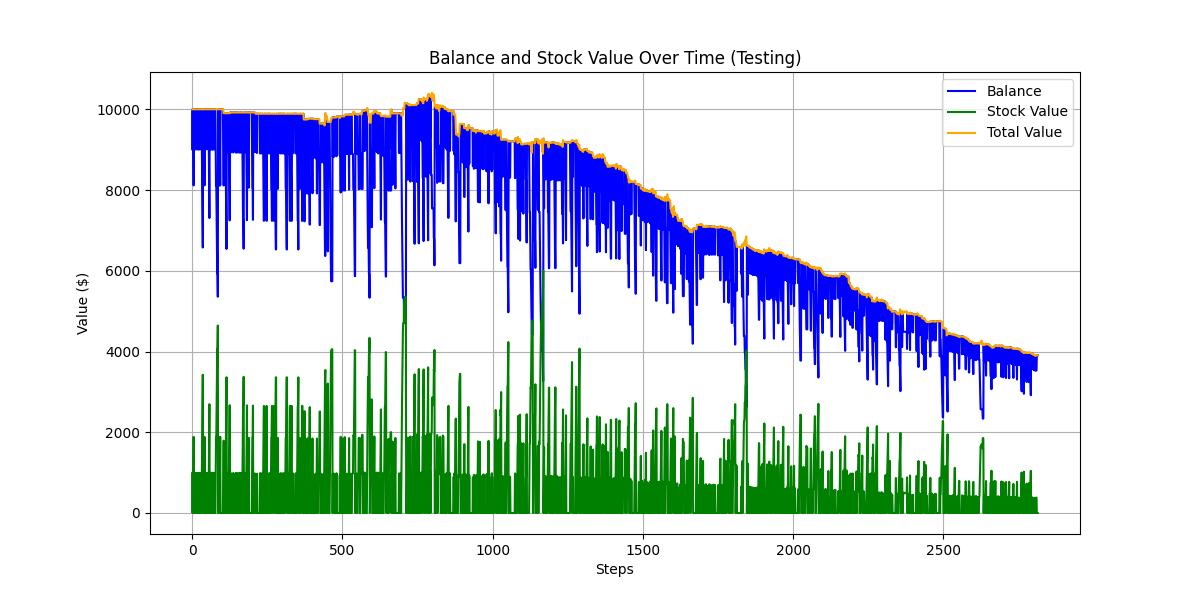 Balance and Stock Value Over Time (Testing)
Balance
Stock Value
Total Value
Value ($)
10000
8000
6000
4000
2000
0
0 500 1000 1500 2000 2500
Steps